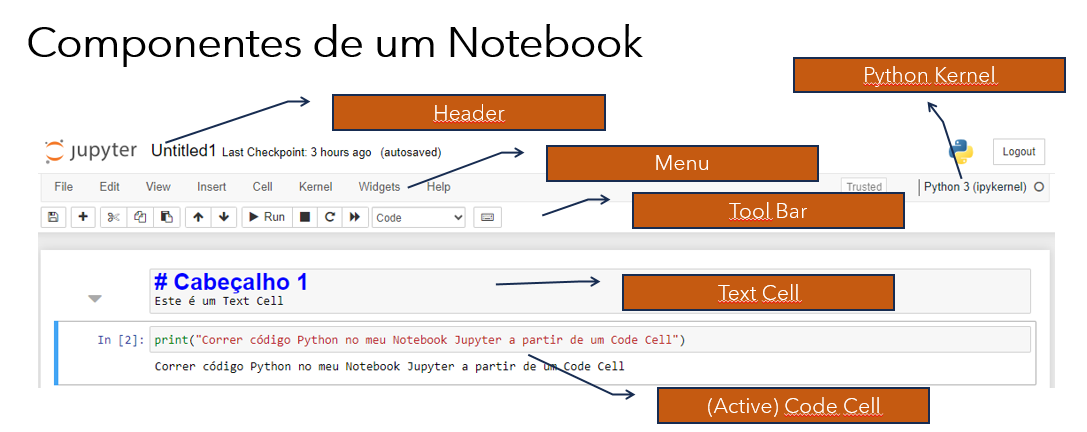 Componentes de um Notebook
Python Kernel
Header
jupyter Untitled1 Last Checkpoint: 3 hours ago (autosaved)
Logout
Menu
File Edit View Insert Cell Kernel Widgets Help
Trusted Python 3 (ipykernel)
Run Code
Tool Bar
# Cabeçalho 1
Este é um Text Cell
Text Cell
In [2]: print("Correr código Python no meu Notebook Jupyter a partir de um Code Cell")
Correr código Python no meu Notebook Jupyter a partir de um Code Cell
(Active) Code Cell